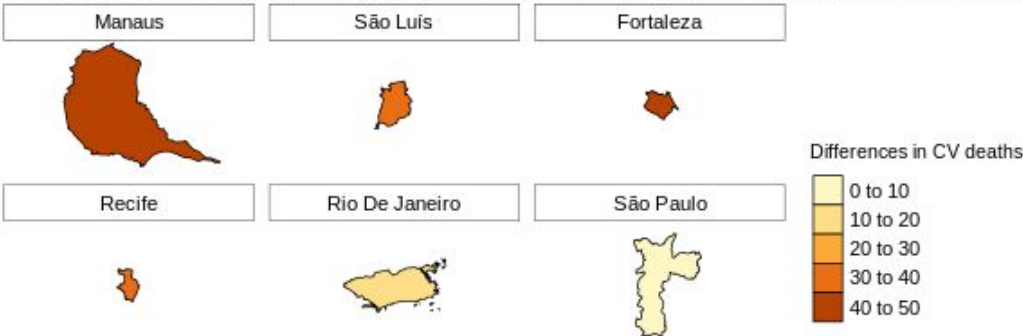 Manaus
São Luís
Fortaleza
Recife
Rio De Janeiro
São Paulo
Differences in CV deaths
0 to 10
10 to 20
20 to 30
30 to 40
40 to 50